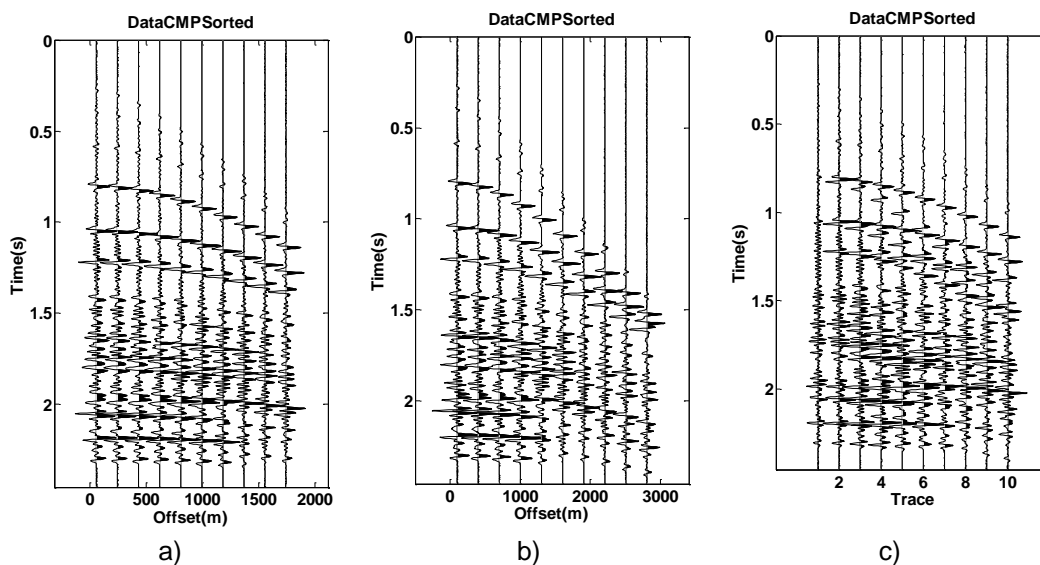 DataCMPSorted
0
0.5
1
1.5
2
Time(s)
0 500 1000 1500 2000
Offset(m)
a)
DataCMPSorted
0
0.5
1
1.5
2
Time(s)
0 1000 2000 3000
Offset(m)
b)
DataCMPSorted
0
0.5
1
1.5
2
Time(s)
2 4 6 8 10
Trace
c)